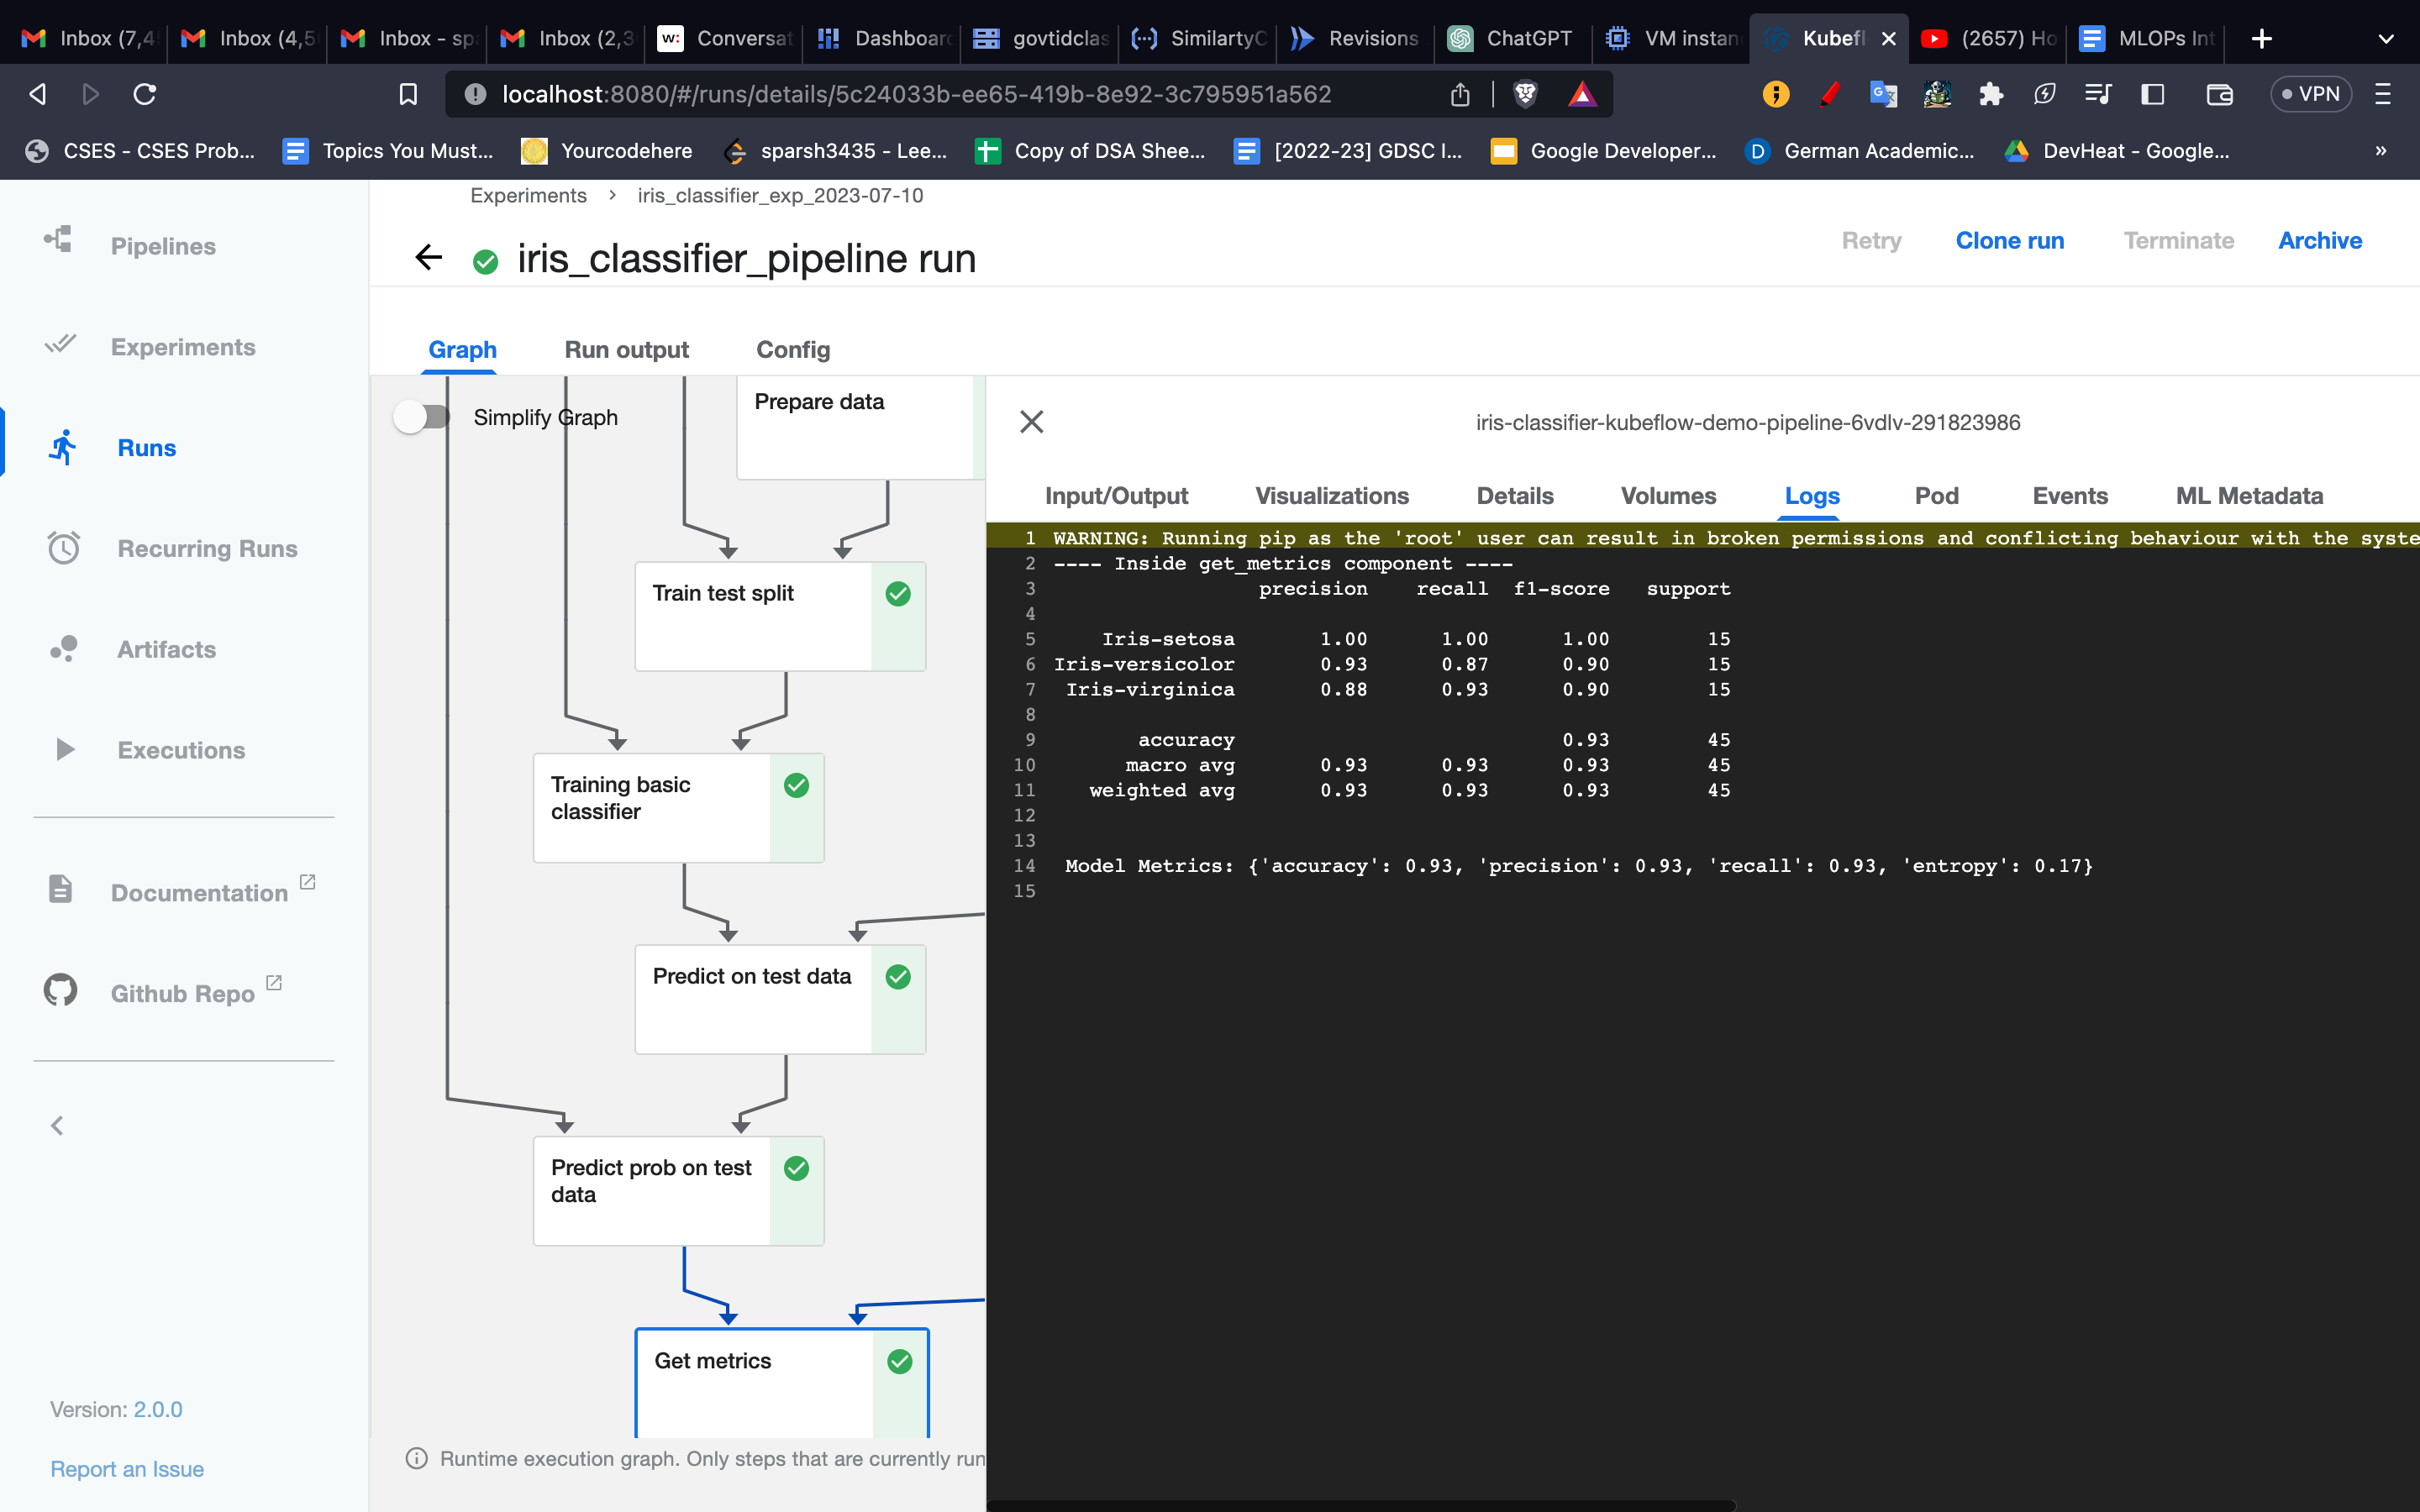 Inbox (7,4
Inbox (4,5
Inbox - sp
Inbox (2,3
w: Conversat
Dashboar
govtidclas
SimilartyC
Revisions
ChatGPT
VM instan
Kubefl
(2657) Ho
MLOPs Int
localhost:8080/#/runs/details/5c24033b-ee65-419b-8e92-3c795951a562
VPN
CSES - CSES Prob...
Topics You Must...
Yourcodehere
sparsh3435 - Lee...
Copy of DSA Shee...
[2022-23] GDSC I...
Google Developer...
D German Academic...
DevHeat - Google...
»
Pipelines
Experiments
Runs
Recurring Runs
Artifacts
Executions
Documentation
Github Repo
Version: 2.0.0
Report an Issue
Experiments > iris_classifier_exp_2023-07-10
iris_classifier_pipeline run
Retry Clone run Terminate Archive
Graph Run output Config
Simplify Graph
Prepare data
Train test split
Training basic
classifier
Predict on test data
Predict prob on test
data
Get metrics
Runtime execution graph. Only steps that are currently run
iris-classifier-kubeflow-demo-pipeline-6vdlv-291823986
Input/Output Visualizations Details Volumes Logs Pod Events ML Metadata
1 WARNING: Running pip as the 'root' user can result in broken permissions and conflicting behaviour with the syste
2 ---- Inside get_metrics component ----
3 precision recall f1-score support
4
5 Iris-setosa 1.00 1.00 1.00 15
6 Iris-versicolor 0.93 0.87 0.90 15
7 Iris-virginica 0.88 0.93 0.90 15
8
9 accuracy 0.93 45
10 macro avg 0.93 0.93 0.93 45
11 weighted avg 0.93 0.93 0.93 45
12
13
14 Model Metrics: {'accuracy': 0.93, 'precision': 0.93, 'recall': 0.93, 'entropy': 0.17}
15